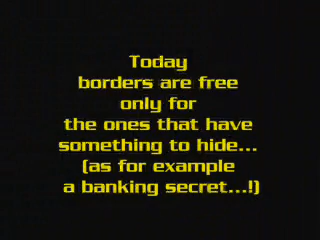 Today
borders are free
only for
the ones that have
something to hide...
(as for example
a banking secret...!)